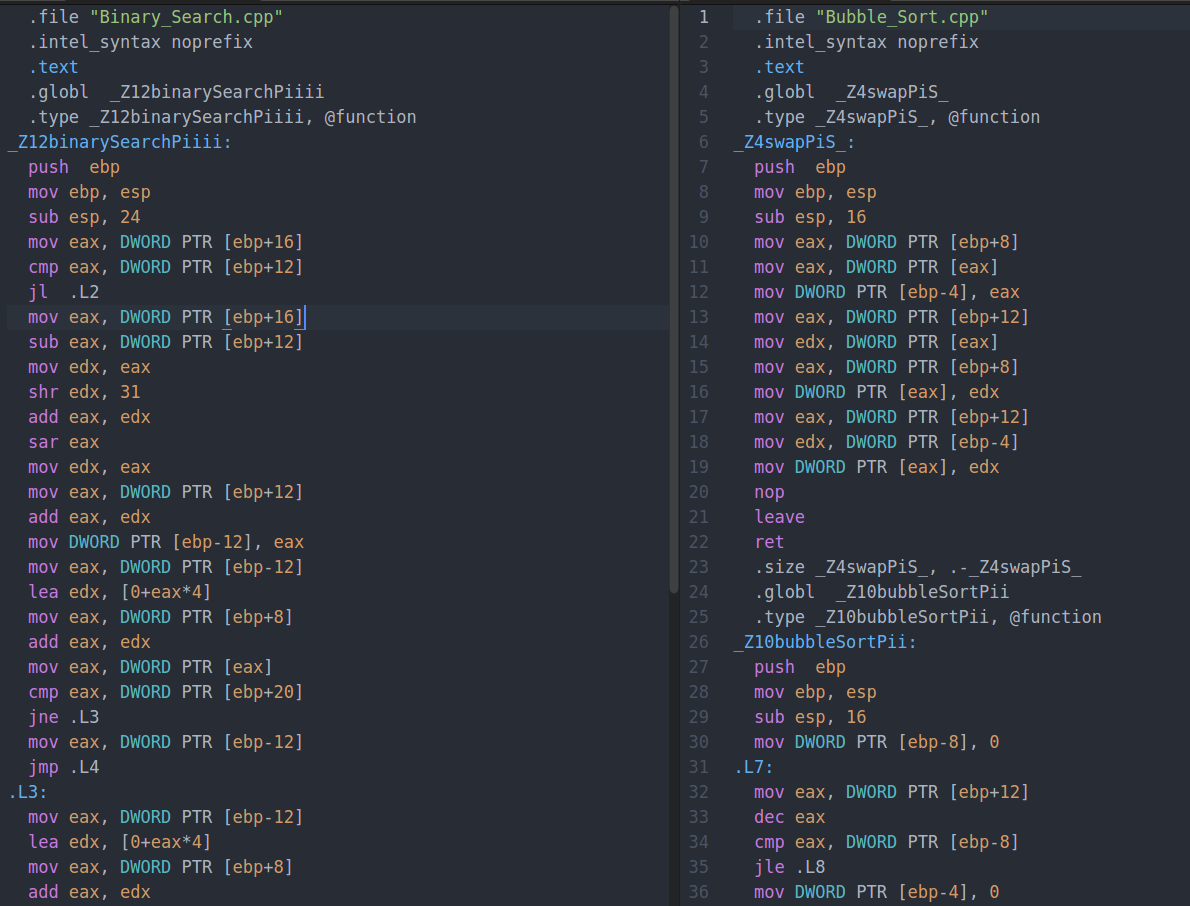 .file "Binary_Search.cpp"
.intel_syntax noprefix
.text
.globl _Z12binarySearchPiiii
.type _Z12binarySearchPiiii, @function
_Z12binarySearchPiiii:
push ebp
mov ebp, esp
sub esp, 24
mov eax, DWORD PTR [ebp+16]
cmp eax, DWORD PTR [ebp+12]
jl .L2
mov eax, DWORD PTR [ebp+16]
sub eax, DWORD PTR [ebp+12]
mov edx, eax
shr edx, 31
add eax, edx
sar eax
mov edx, eax
mov eax, DWORD PTR [ebp+12]
add eax, edx
mov DWORD PTR [ebp-12], eax
mov eax, DWORD PTR [ebp-12]
lea edx, [0+eax*4]
mov eax, DWORD PTR [ebp+8]
add eax, edx
mov eax, DWORD PTR [eax]
cmp eax, DWORD PTR [ebp+20]
jne .L3
mov eax, DWORD PTR [ebp-12]
jmp .L4
.L3:
mov eax, DWORD PTR [ebp-12]
lea edx, [0+eax*4]
mov eax, DWORD PTR [ebp+8]
add eax, edx
1 .file "Bubble_Sort.cpp"
2 .intel_syntax noprefix
3 .text
4 .globl _Z4swapPiS_
5 .type _Z4swapPiS_, @function
6 _Z4swapPiS_:
7 push ebp
8 mov ebp, esp
9 sub esp, 16
10 mov eax, DWORD PTR [ebp+8]
11 mov eax, DWORD PTR [eax]
12 mov DWORD PTR [ebp-4], eax
13 mov eax, DWORD PTR [ebp+12]
14 mov edx, DWORD PTR [eax]
15 mov eax, DWORD PTR [ebp+8]
16 mov DWORD PTR [eax], edx
17 mov eax, DWORD PTR [ebp+12]
18 mov edx, DWORD PTR [ebp-4]
19 mov DWORD PTR [eax], edx
20 nop
21 leave
22 ret
23 .size _Z4swapPiS_, .-_Z4swapPiS_
24 .globl _Z10bubbleSortPii
25 .type _Z10bubbleSortPii, @function
26 _Z10bubbleSortPii:
27 push ebp
28 mov ebp, esp
29 sub esp, 16
30 mov DWORD PTR [ebp-8], 0
31 .L7:
32 mov eax, DWORD PTR [ebp+12]
33 dec eax
34 cmp eax, DWORD PTR [ebp-8]
35 jle .L8
36 mov DWORD PTR [ebp-4], 0